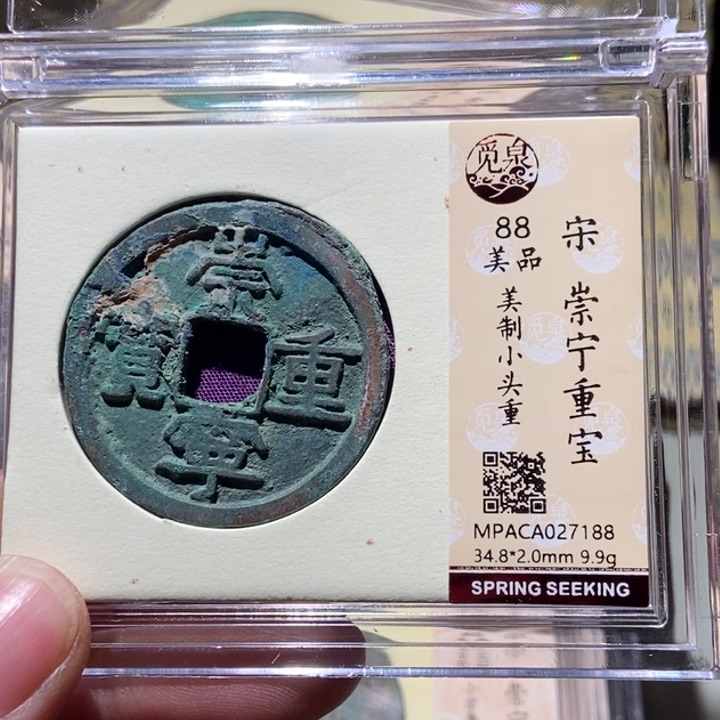 崇
重
寧
寶
覓泉
88
美品
宋 崇宁重宝
美制小头重
MPACA027188
34.8*2.0mm 9.9g
SPRING SEEKING